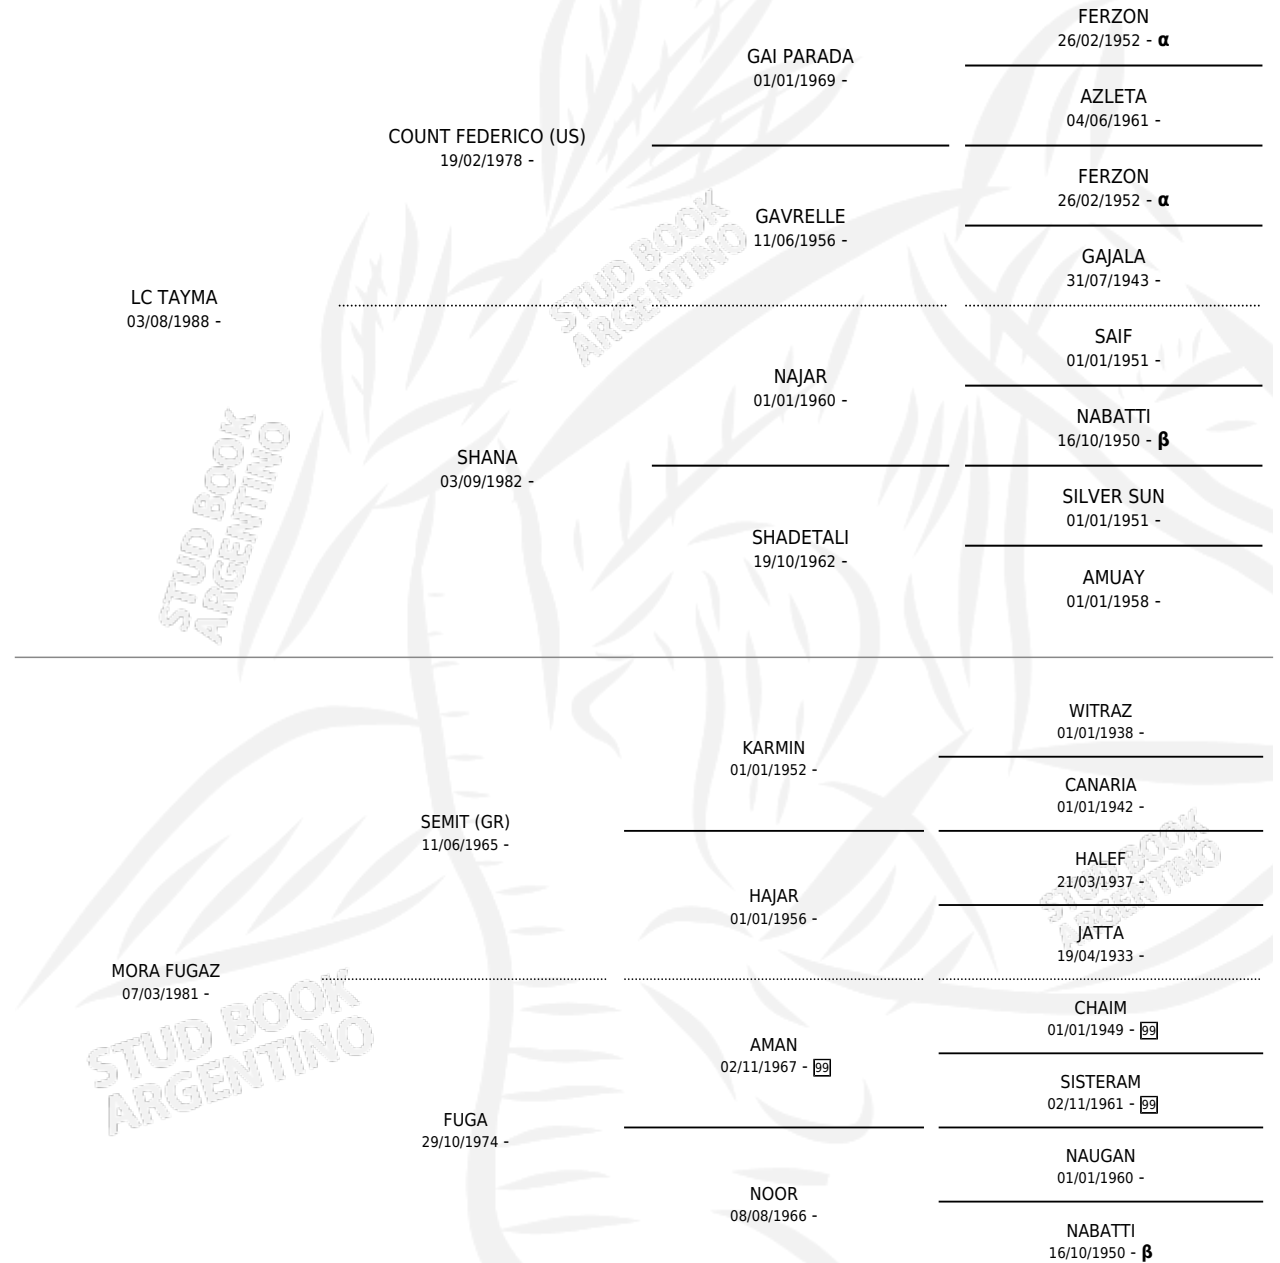 FERZON
26/02/1952 - α
GAI PARADA
01/01/1969 -
AZLETA
04/06/1961 -
COUNT FEDERICO (US)
19/02/1978 -
FERZON
26/02/1952 - α
GAVRELLE
11/06/1956 -
GAJALA
31/07/1943 -
LC TAYMA
03/08/1988 -
SAIF
01/01/1951 -
NAJAR
01/01/1960 -
NABATTI
16/10/1950 - β
SHANA
03/09/1982 -
SILVER SUN
01/01/1951 -
SHADETALI
19/10/1962 -
AMUAY
01/01/1958 -
WITRAZ
01/01/1938 -
KARMIN
01/01/1952 -
CANARIA
01/01/1942 -
SEMIT (GR)
11/06/1965 -
HALEF
21/03/1937 -
HAJAR
01/01/1956 -
JATTA
19/04/1933 -
MORA FUGAZ
07/03/1981 -
CHAIM
01/01/1949 - 99
AMAN
02/11/1967 - 99
SISTERAM
02/11/1961 - 99
FUGA
29/10/1974 -
NAUGAN
01/01/1960 -
NOOR
08/08/1966 -
NABATTI
16/10/1950 - β
STUD BOOK
ARGENTINO
STUD BOOK
ARGENTINO
STUD BOOK
ARGENTINO
STUD BOOK
ARGENTINO